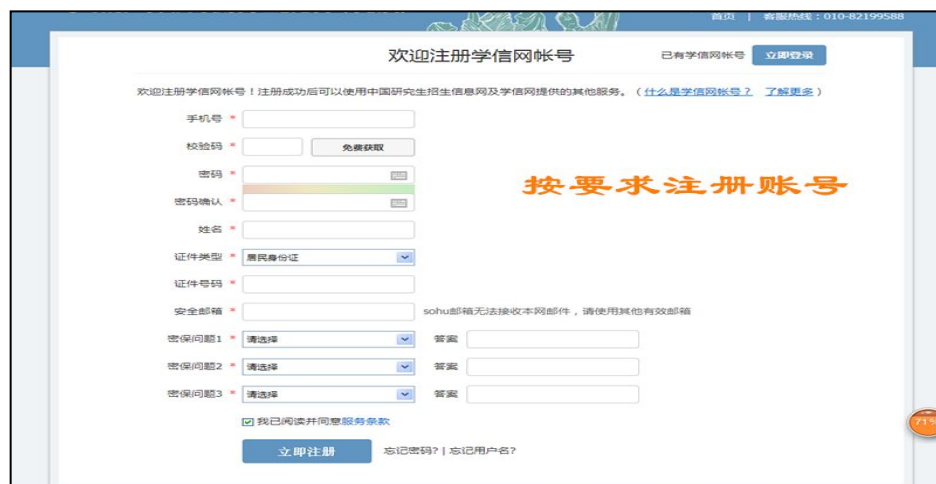 首页 | 客服热线：010-82199588
欢迎注册学信网帐号
已有学信网帐号 立即登录
欢迎注册学信网帐号！注册成功后可以使用中国研究生招生信息网及学信网提供的其他服务。（什么是学信网帐号？ 了解更多）
手机号 *
校验码 * 免费获取
密码 *
按要求注册账号
密码确认 *
姓名 *
证件类型 * 居民身份证
证件号码 *
安全邮箱 * sohu邮箱无法接收本网邮件，请使用其他有效邮箱
密保问题1 * 请选择 答案
密保问题2 * 请选择 答案
密保问题3 * 请选择 答案
我已阅读并同意服务条款
71%
立即注册 忘记密码? | 忘记用户名?